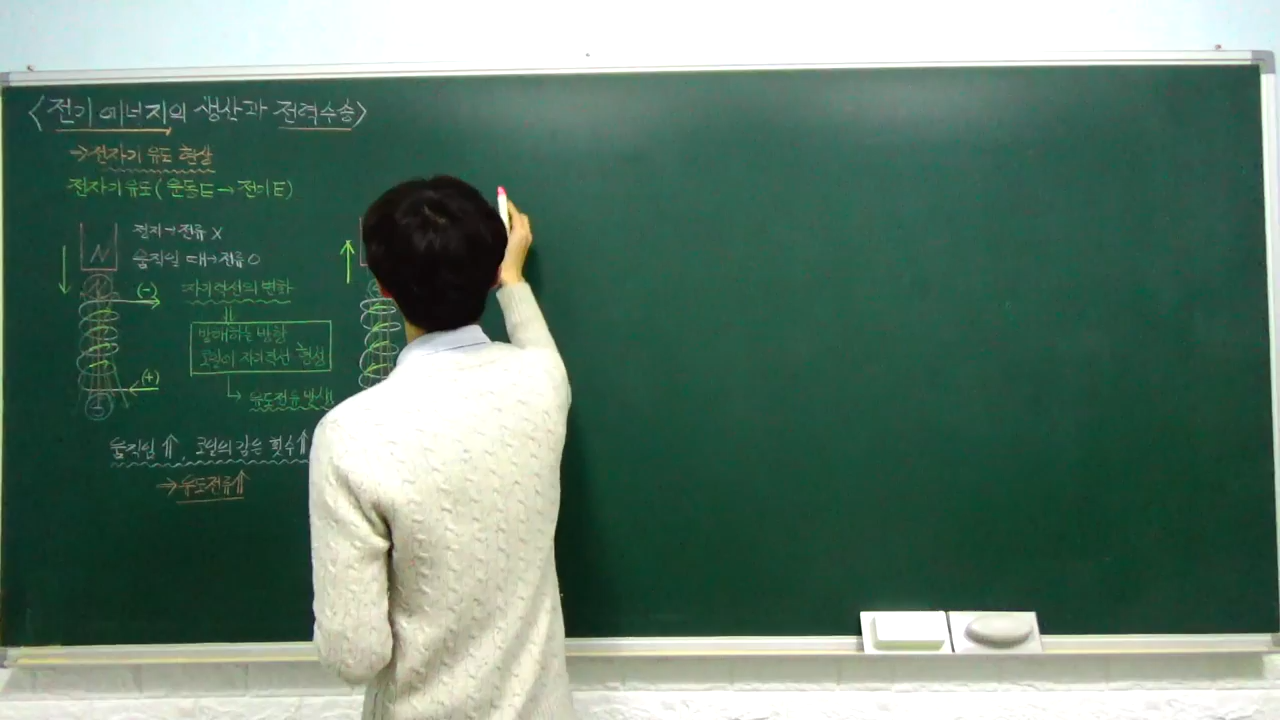 <전기 에너지의 생산과 전력수송>
→전자기 유도 현상
전자기 유도 ( 운동E → 전기E )
정지→전류 X
움직일 때→전류 O
N
N
(-)
자기력선의 변화
⇓
방해하는 방향
코일이 자기력선 형성
(+)
↳ 유도전류 발생
S
움직임⇑, 코일의 감은 횟수⇑
→유도전류⇑